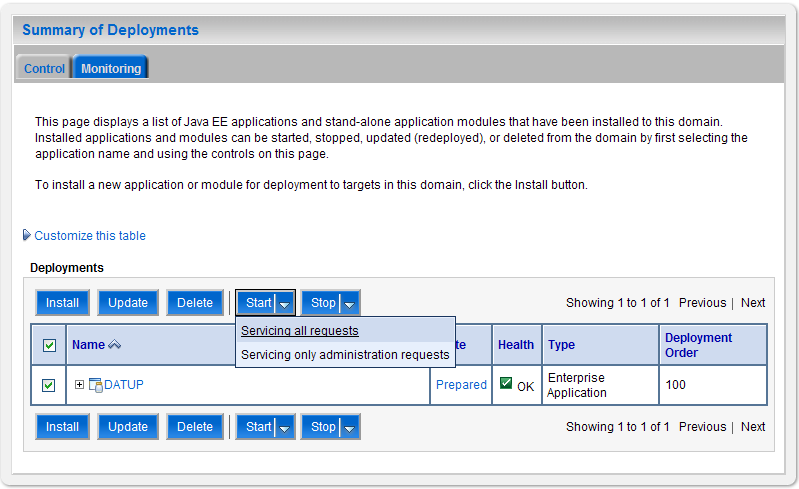 Summary of Deployments
Control Monitoring
This page displays a list of Java EE applications and stand-alone application modules that have been installed to this domain.
Installed applications and modules can be started, stopped, updated (redeployed), or deleted from the domain by first selecting the
application name and using the controls on this page.
To install a new application or module for deployment to targets in this domain, click the Install button.
Customize this table
Deployments
Install Update Delete Start Stop Showing 1 to 1 of 1 Previous | Next
Servicing all requests
Servicing only administration requests
Name te Health Type Deployment
Order
DATUP Prepared OK Enterprise
Application 100
Install Update Delete Start Stop Showing 1 to 1 of 1 Previous | Next